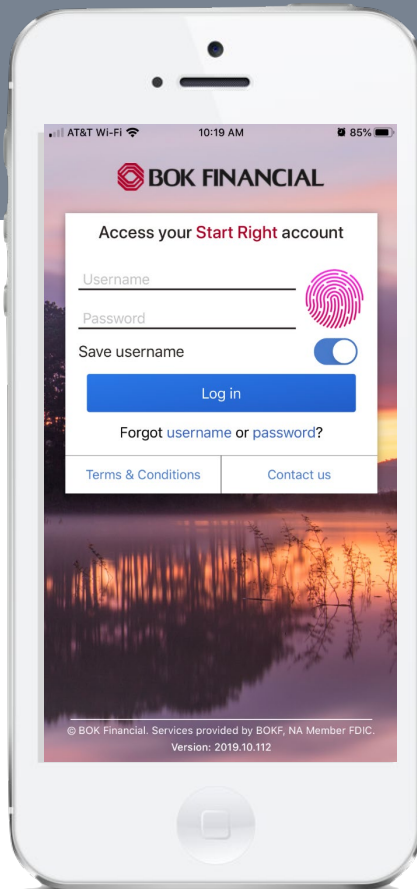 AT&T Wi-Fi 10:19 AM 85%
BOK FINANCIAL
Access your Start Right account
Username
Password
Save username
Log in
Forgot username or password?
Terms & Conditions Contact us
© BOK Financial. Services provided by BOKF, NA Member FDIC.
Version: 2019.10.112